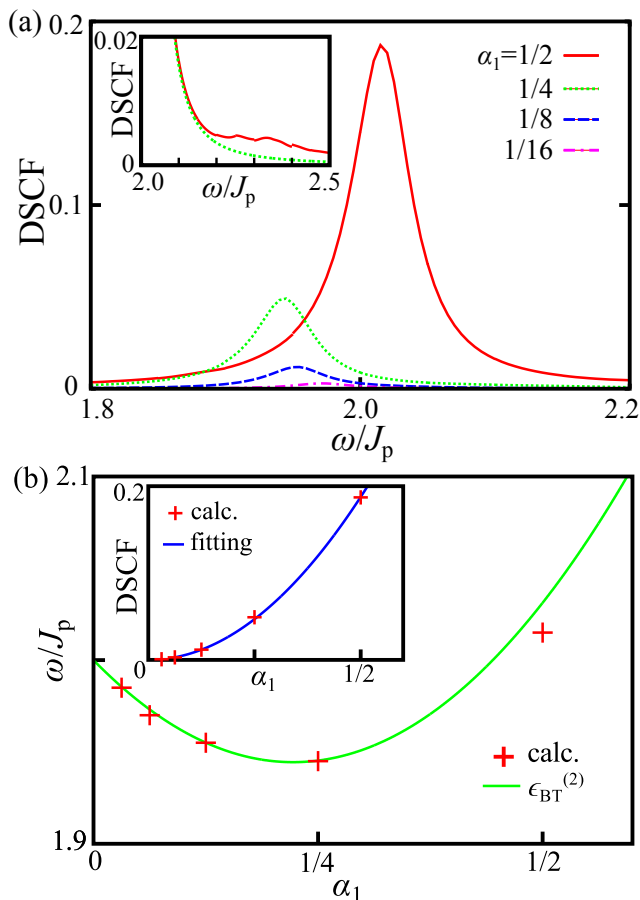 (a)
0.2
0.1
0
DSCF
0.02
0
DSCF
2.0
ω/Jp
2.5
α1=1/2
1/4
1/8
1/16
1.8
2.0
2.2
ω/Jp
(b)
2.1
1.9
ω/Jp
0.2
0
DSCF
calc.
fitting
α1
1/2
calc.
ϵBT(2)
0
1/4
1/2
α1